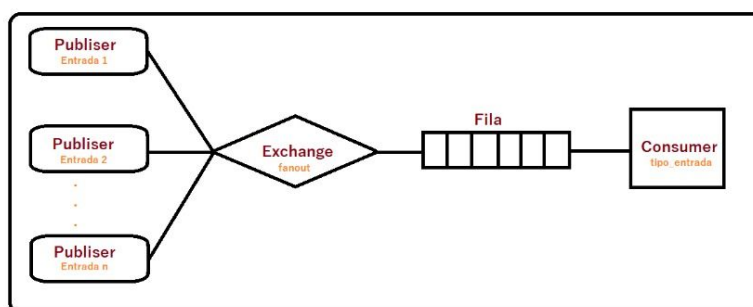 Publiser
Entrada 1
Publiser
Entrada 2
.
.
.
Publiser
Entrada n
Exchange
fanout
Fila
Consumer
tipo_entrada